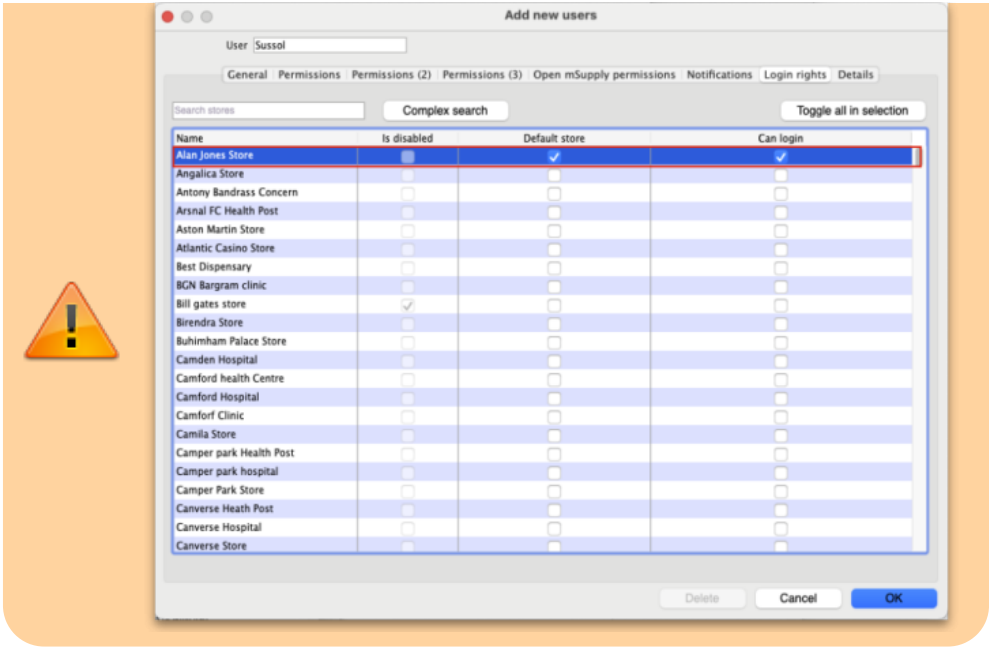 Add new users
User Sussol
General Permissions Permissions (2) Permissions (3) Open mSupply permissions Notifications Login rights Details
Search stores Complex search Toggle all in selection
Name Is disabled Default store Can login
Alan Jones Store
Angalica Store
Antony Bandrass Concern
Arsnal FC Health Post
Aston Martin Store
Atlantic Casino Store
Best Dispensary
BGN Bargram clinic
Bill gates store
Birendra Store
Buhimham Palace Store
Camden Hospital
Camford health Centre
Camford Hospital
Camforf Clinic
Camila Store
Camper park Health Post
Camper park hospital
Camper Park Store
Canverse Heath Post
Canverse Hospital
Canverse Store
Delete Cancel OK